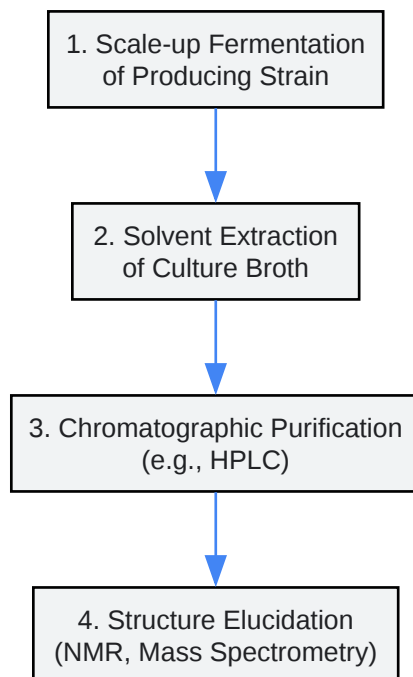 1. Scale-up Fermentation
of Producing Strain
2. Solvent Extraction
of Culture Broth
3. Chromatographic Purification
(e.g., HPLC)
4. Structure Elucidation
(NMR, Mass Spectrometry)